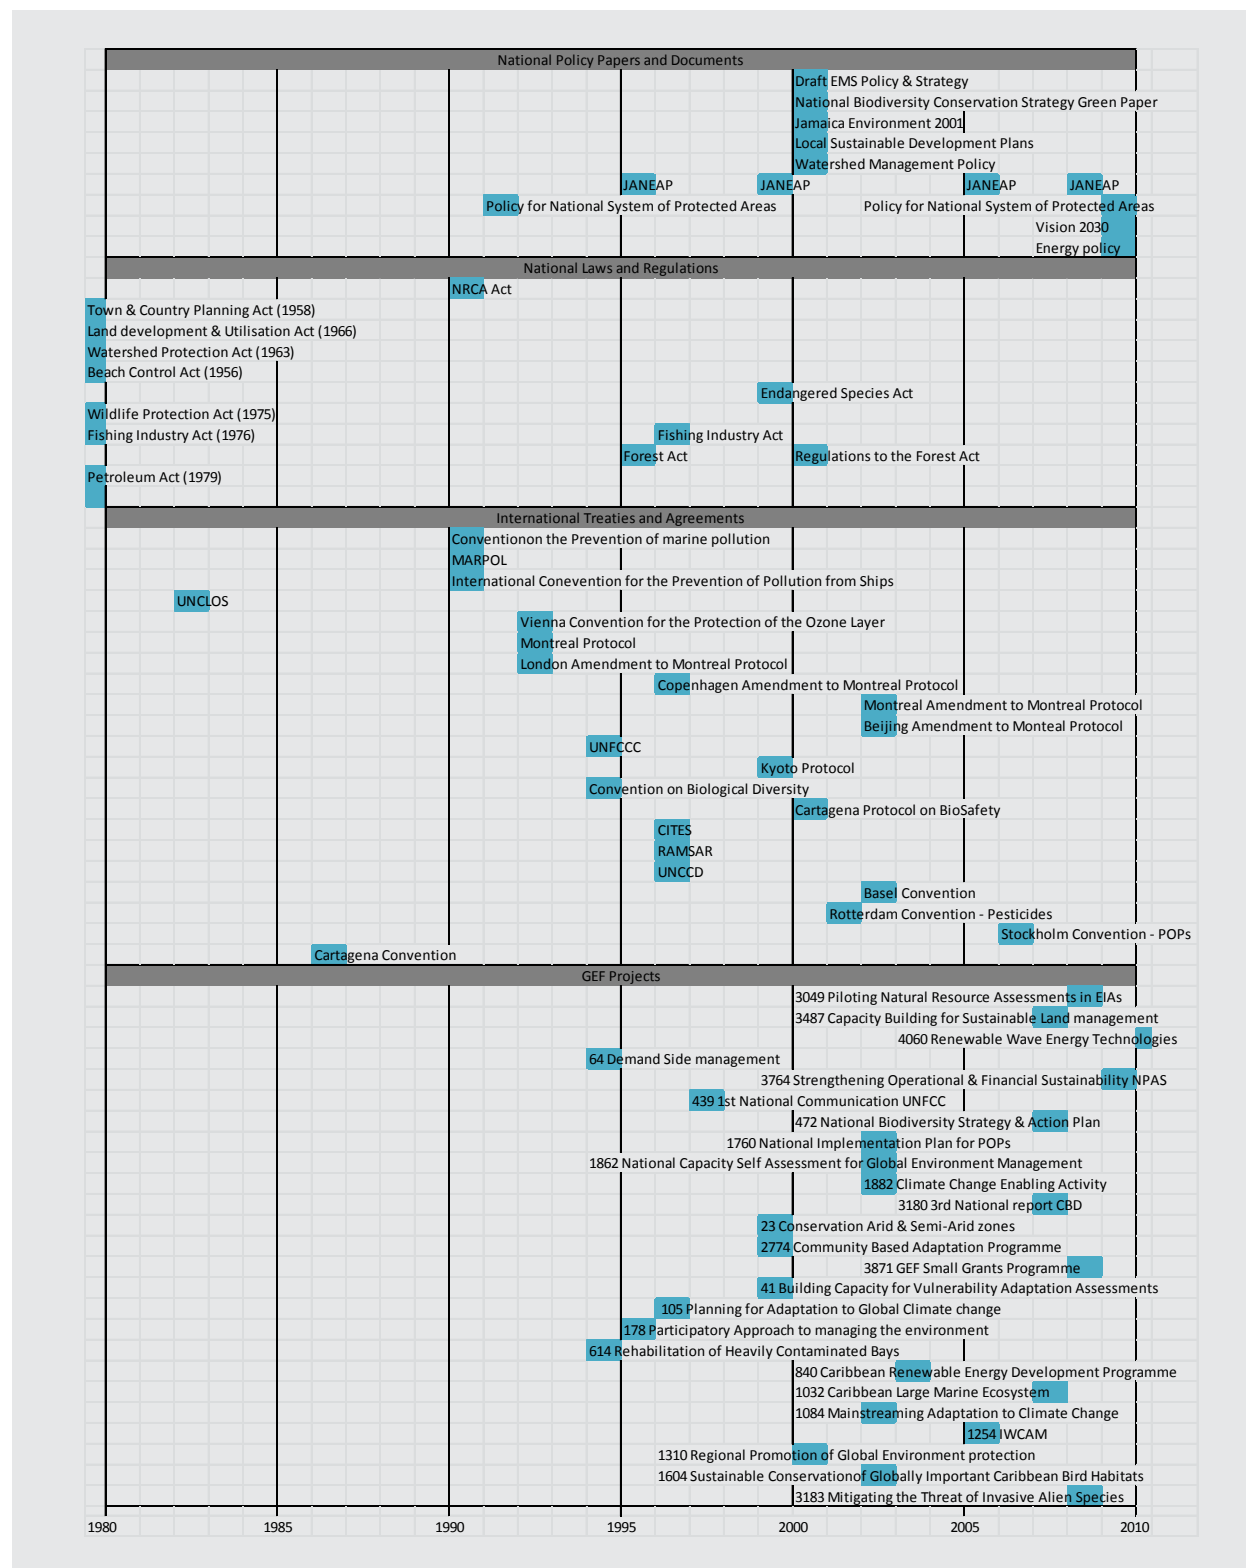 National Policy Papers and Documents
Draft EMS Policy & Strategy
National Biodiversity Conservation Strategy Green Paper
Jamaica Environment 2001
Local Sustainable Development Plans
Watershed Management Policy
JANEAP JANEAP JANEAP JANEAP
Policy for National System of Protected Areas Policy for National System of Protected Areas
Vision 2030
Energy policy
National Laws and Regulations
NRCA Act
Town & Country Planning Act (1958)
Land development & Utilisation Act (1966)
Watershed Protection Act (1963)
Beach Control Act (1956)
Endangered Species Act
Wildlife Protection Act (1975)
Fishing Industry Act (1976) Fishing Industry Act
Forest Act Regulations to the Forest Act
Petroleum Act (1979)
International Treaties and Agreements
Conventionon the Prevention of marine pollution
MARPOL
International Conevention for the Prevention of Pollution from Ships
UNCLOS
Vienna Convention for the Protection of the Ozone Layer
Montreal Protocol
London Amendment to Montreal Protocol
Copenhagen Amendment to Montreal Protocol
Montreal Amendment to Montreal Protocol
Beijing Amendment to Monteal Protocol
UNFCCC
Kyoto Protocol
Convention on Biological Diversity
Cartagena Protocol on BioSafety
CITES
RAMSAR
UNCCD
Basel Convention
Rotterdam Convention - Pesticides
Stockholm Convention - POPs
Cartagena Convention
GEF Projects
3049 Piloting Natural Resource Assessments in EIAs
3487 Capacity Building for Sustainable Land management
4060 Renewable Wave Energy Technologies
64 Demand Side management
3764 Strengthening Operational & Financial Sustainability NPAS
439 1st National Communication UNFCC
472 National Biodiversity Strategy & Action Plan
1760 National Implementation Plan for POPs
1862 National Capacity Self Assessment for Global Environment Management
1882 Climate Change Enabling Activity
3180 3rd National report CBD
23 Conservation Arid & Semi-Arid zones
2774 Community Based Adaptation Programme
3871 GEF Small Grants Programme
41 Building Capacity for Vulnerability Adaptation Assessments
105 Planning for Adaptation to Global Climate change
178 Participatory Approach to managing the environment
614 Rehabilitation of Heavily Contaminated Bays
840 Caribbean Renewable Energy Development Programme
1032 Caribbean Large Marine Ecosystem
1084 Mainstreaming Adaptation to Climate Change
1254 IWCAM
1310 Regional Promotion of Global Environment protection
1604 Sustainable Conservationof Globally Important Caribbean Bird Habitats
3183 Mitigating the Threat of Invasive Alien Species
1980 1985 1990 1995 2000 2005 2010